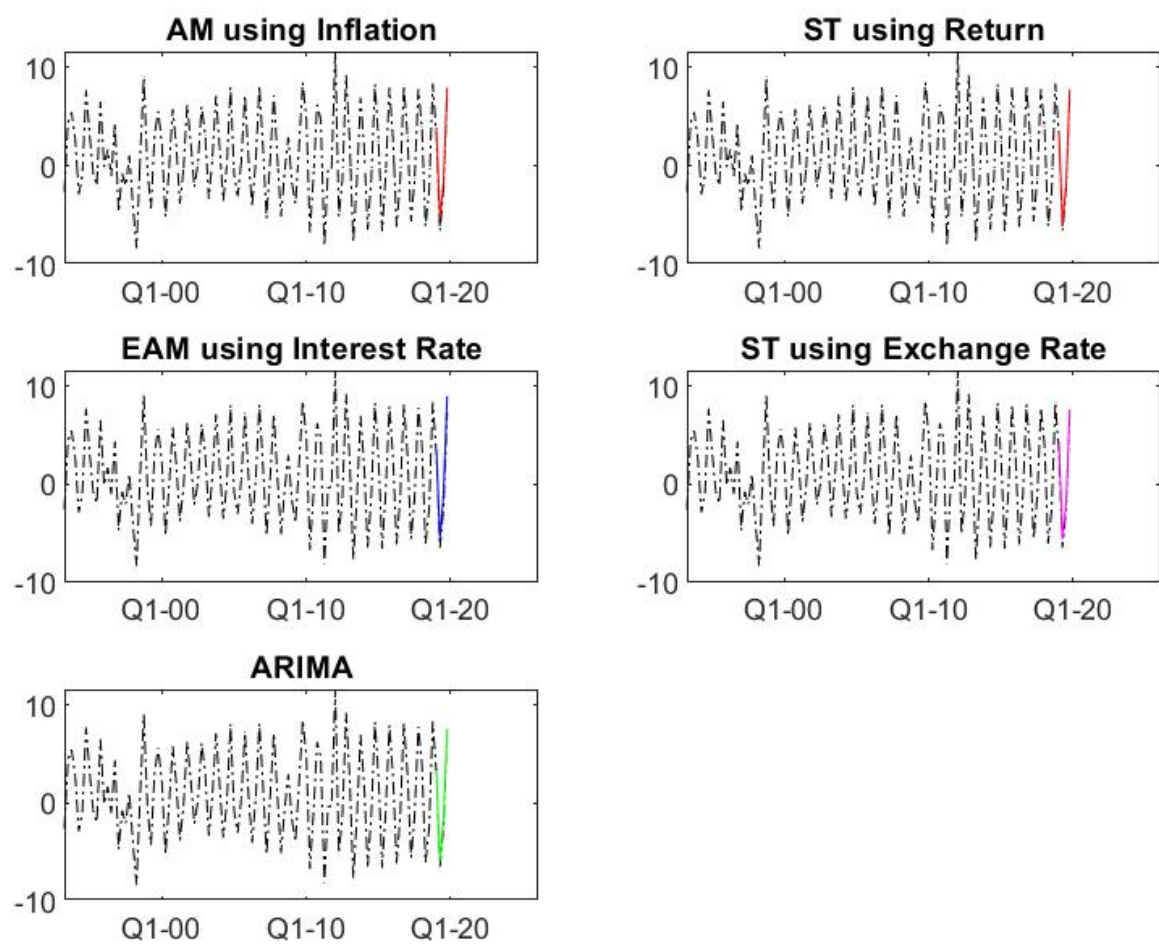 AM using Inflation
10
0
-10
Q1-00 Q1-10 Q1-20
ST using Return
10
0
-10
Q1-00 Q1-10 Q1-20
EAM using Interest Rate
10
0
-10
Q1-00 Q1-10 Q1-20
ST using Exchange Rate
10
0
-10
Q1-00 Q1-10 Q1-20
ARIMA
10
0
-10
Q1-00 Q1-10 Q1-20